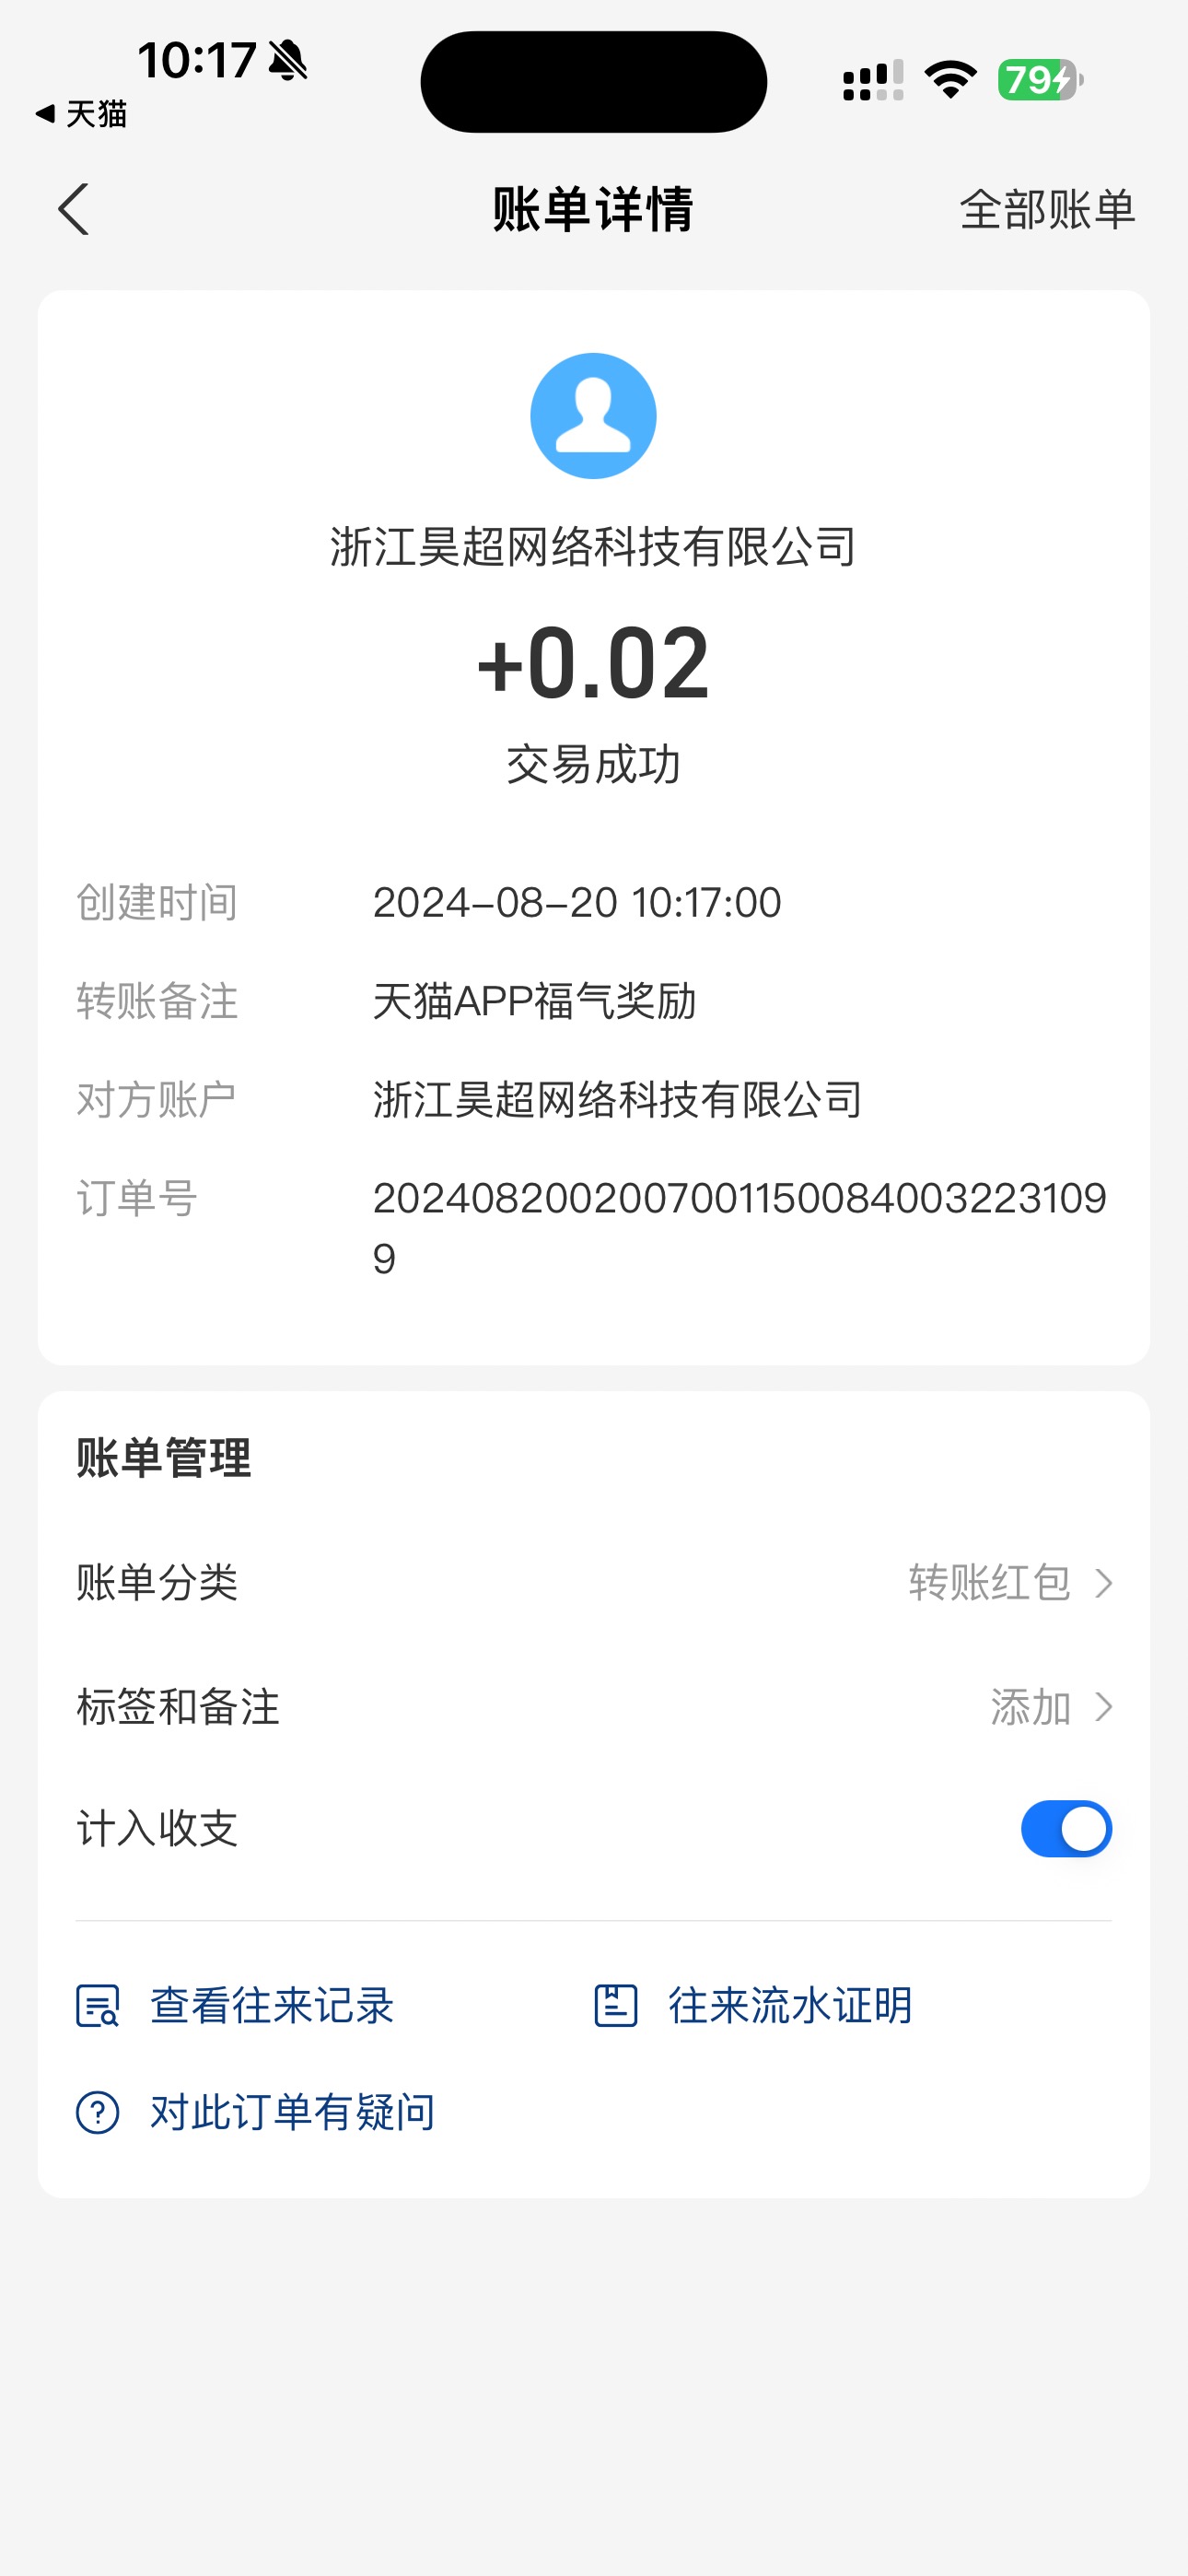 10:17
79
天猫
账单详情
全部账单
浙江昊超网络科技有限公司
+0.02
交易成功
创建时间 2024-08-20 10:17:00
转账备注 天猫APP福气奖励
对方账户 浙江昊超网络科技有限公司
订单号 2024082002007001150084003223109
9
账单管理
账单分类 转账红包
标签和备注 添加
计入收支
查看往来记录 往来流水证明
对此订单有疑问